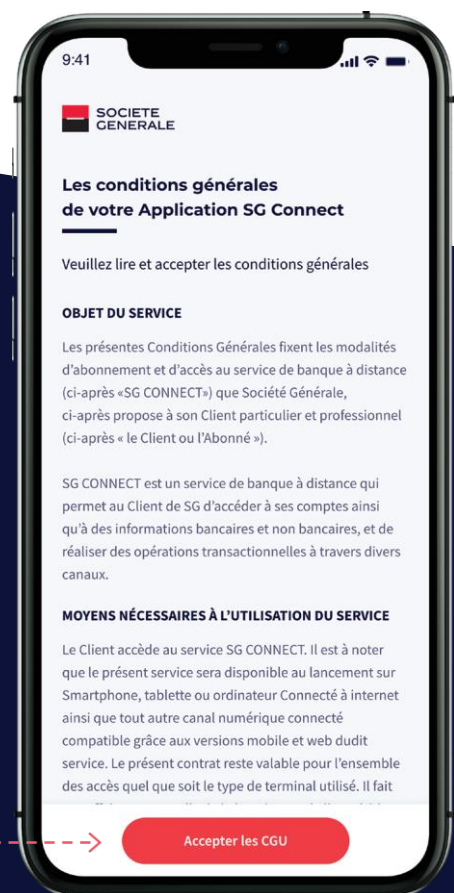 9:41
SOCIETE
GENERALE
Les conditions générales
de votre Application SG Connect
Veuillez lire et accepter les conditions générales
OBJET DU SERVICE
Les présentes Conditions Générales fixent les modalités
d'abonnement et d'accès au service de banque à distance
(ci-après «SG CONNECT») que Société Générale,
ci-après propose à son Client particulier et professionnel
(ci-après « le Client ou l'Abonné »).
SG CONNECT est un service de banque à distance qui
permet au Client de SG d'accéder à ses comptes ainsi
qu'à des informations bancaires et non bancaires, et de
réaliser des opérations transactionnelles à travers divers
canaux.
MOYENS NÉCESSAIRES À L'UTILISATION DU SERVICE
Le Client accède au service SG CONNECT. Il est à noter
que le présent service sera disponible au lancement sur
Smartphone, tablette ou ordinateur Connecté à internet
ainsi que tout autre canal numérique connecté
compatible grâce aux versions mobile et web dudit
service. Le présent contrat reste valable pour l'ensemble
des accès quel que soit le type de terminal utilisé. Il fait
Accepter les CGU